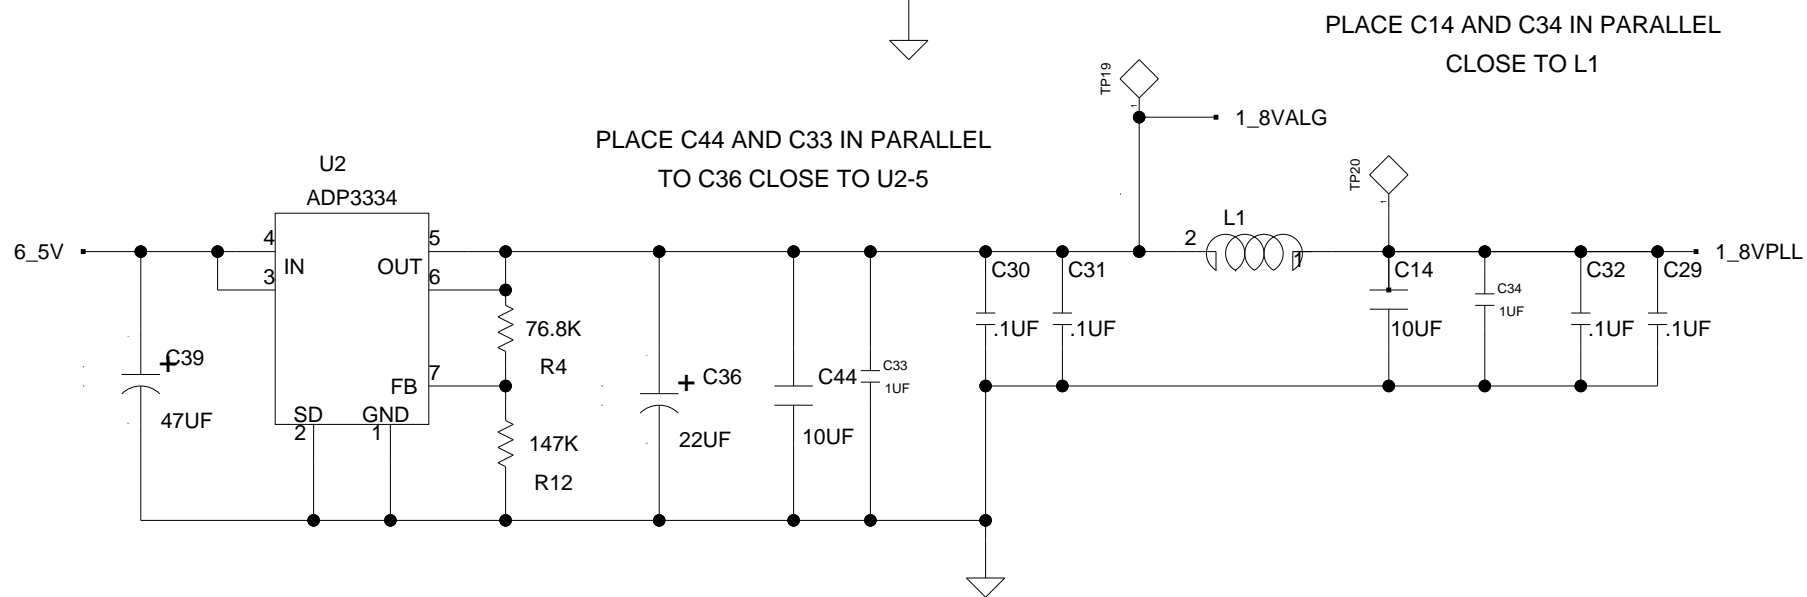 PLACE C14 AND C34 IN PARALLEL
CLOSE TO L1
TP19
1
1_8VALG
PLACE C44 AND C33 IN PARALLEL
TO C36 CLOSE TO U2-5
U2
ADP3334
TP20
1
L1
6_5V
4
5
2
1
1_8VPLL
IN
OUT
3
6
C30
C31
C14
C34
C32
C29
1UF
76.8K
.1UF
.1UF
10UF
.1UF
.1UF
C39
R4
C36
C44
C33
FB
7
1UF
47UF
SD
GND
2
1
22UF
10UF
147K
R12
+
+